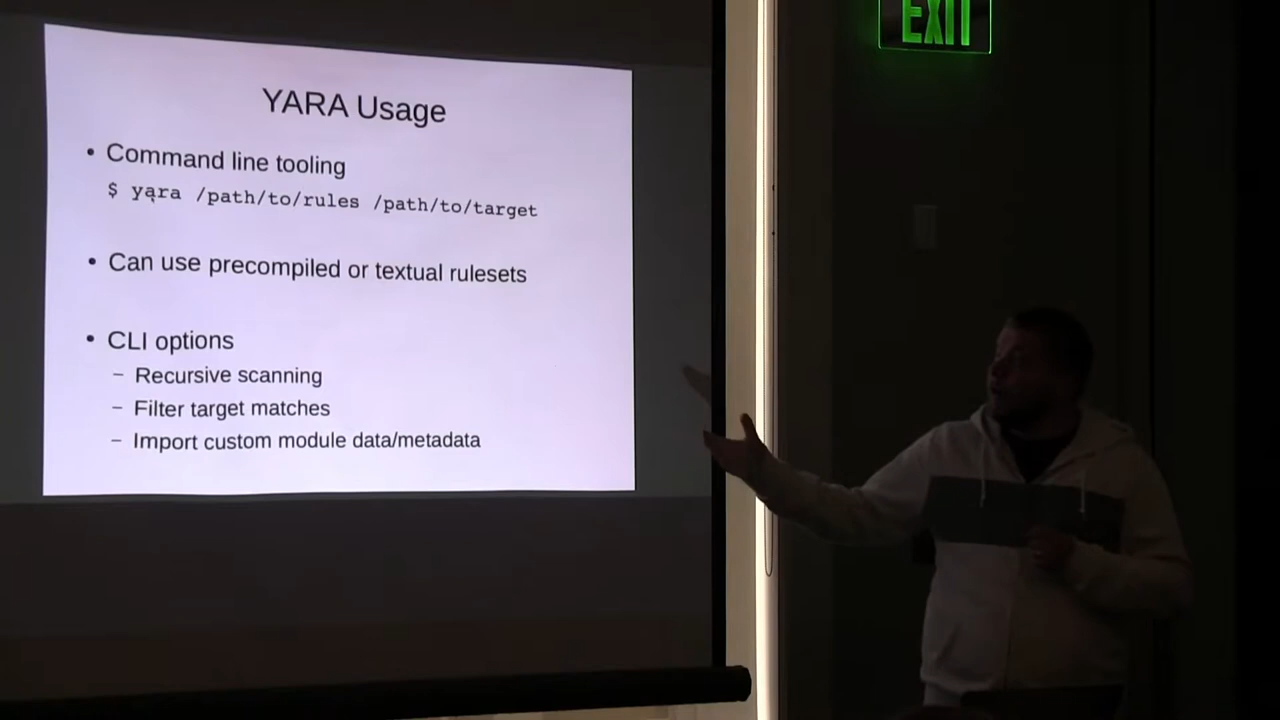 EXIT
YARA Usage
• Command line tooling
$ yara /path/to/rules /path/to/target
• Can use precompiled or textual rulesets
• CLI options
– Recursive scanning
– Filter target matches
– Import custom module data/metadata